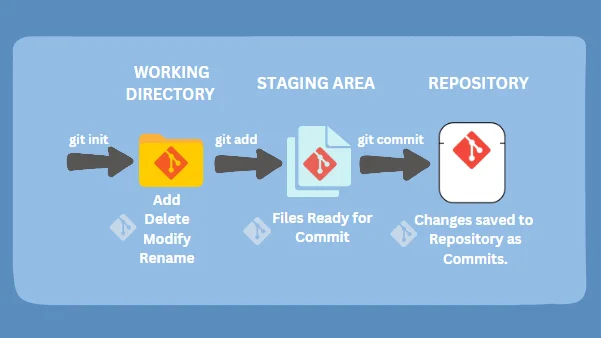 WORKING
DIRECTORY
STAGING AREA
REPOSITORY
git init
git add
git commit
Add
Delete
Modify
Rename
Files Ready for
Commit
Changes saved to
Repository as
Commits.